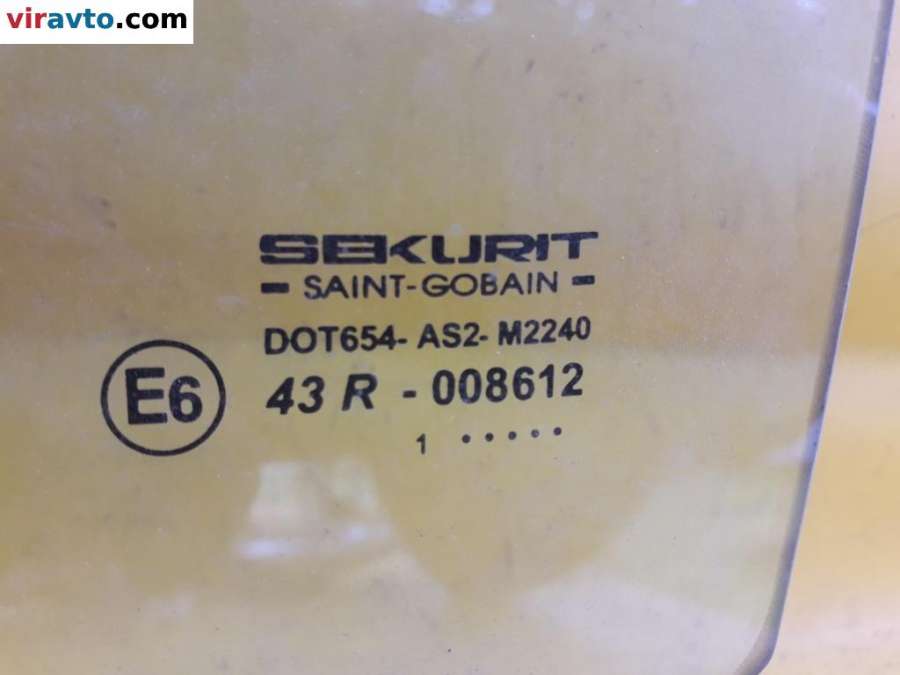 viravto.com
SEKURIT
- SAINT-GOBAIN -
DOT654- AS2- M2240
E6
43 R - 008612
1 .....